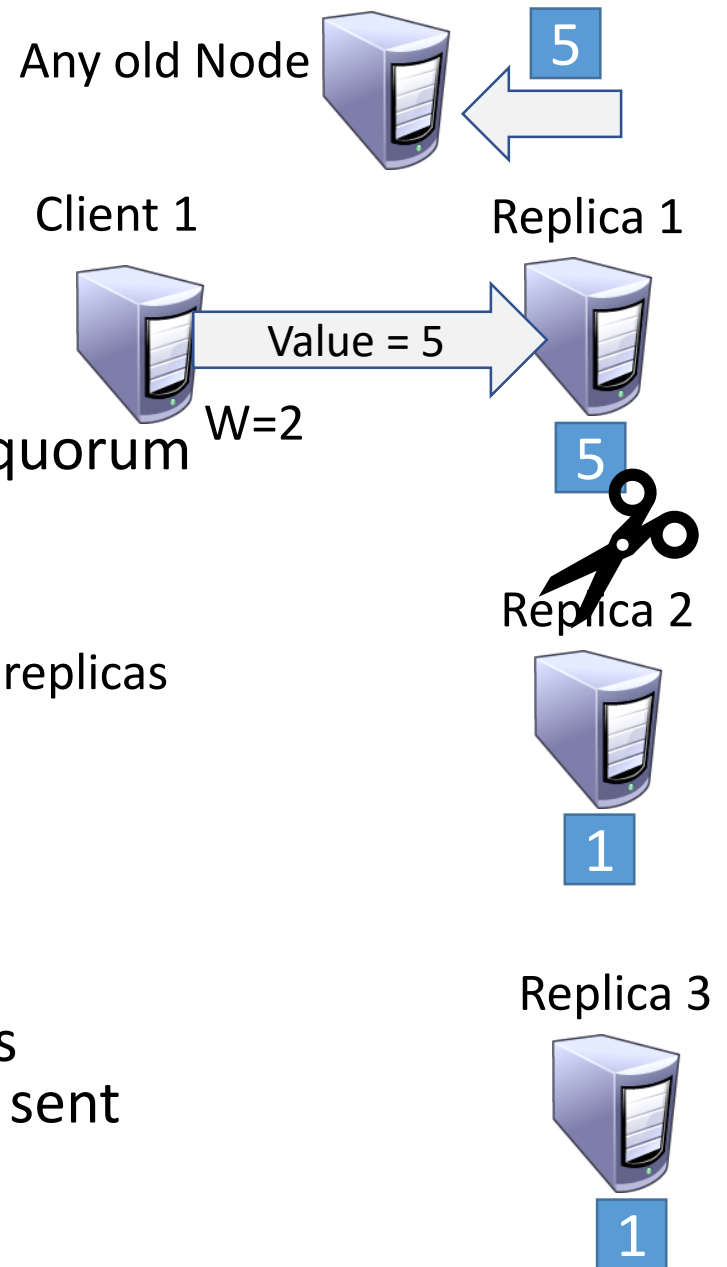 Any old Node
5
Client 1
Replica 1
Value = 5
W=2
quorum
5
Replica 2
replicas
1
Replica 3
s
sent
1